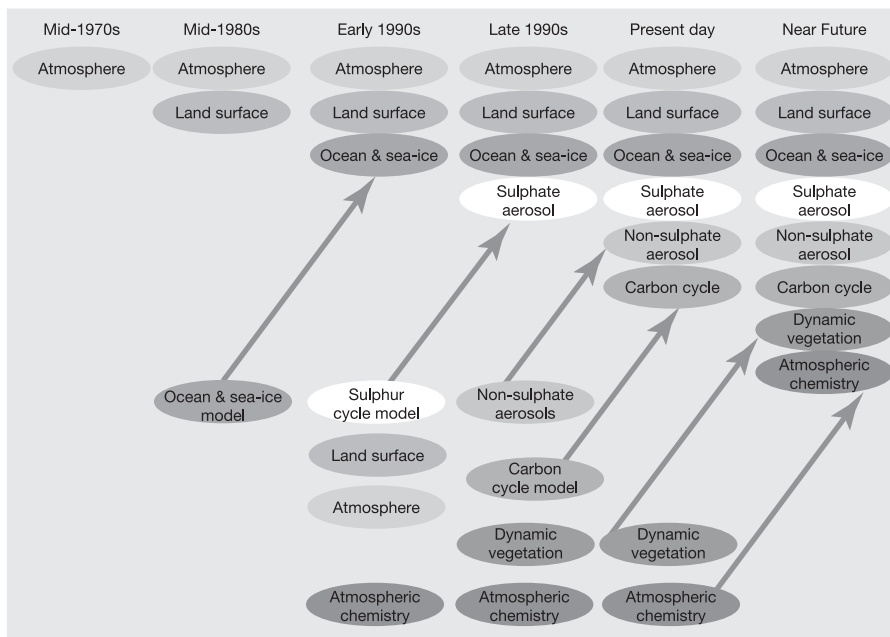 Mid-1970s Mid-1980s Early 1990s Late 1990s Present day Near Future
Atmosphere Atmosphere Atmosphere Atmosphere Atmosphere Atmosphere
Land surface Land surface Land surface Land surface Land surface
Ocean & sea-ice Ocean & sea-ice Ocean & sea-ice Ocean & sea-ice
Sulphate Sulphate Sulphate
aerosol aerosol aerosol
Non-sulphate Non-sulphate
aerosol aerosol
Carbon cycle Carbon cycle
Dynamic
vegetation
Atmospheric
chemistry
Ocean & sea-ice Sulphur Non-sulphate
model cycle model aerosols
Land surface
Carbon
cycle model
Atmosphere
Dynamic Dynamic
vegetation vegetation
Atmospheric Atmospheric Atmospheric
chemistry chemistry chemistry